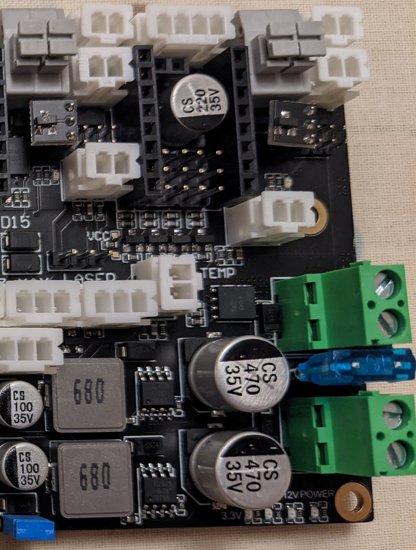 CS
220
35V
D15
VCC
LASER
TEMP
CS
470
35V
CS
100
35V
680
CS
470
35V
CS
100
35V
680
12V POWER
3.3V